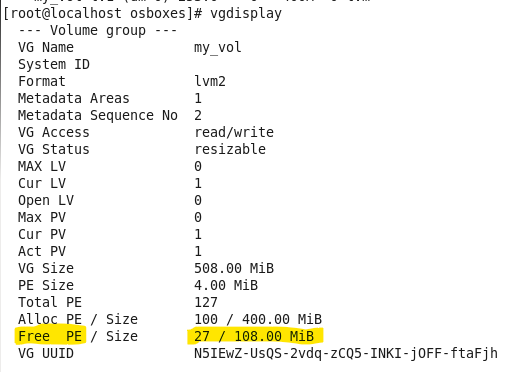 [root@localhost osboxes]# vgdisplay
--- Volume group ---
VG Name my_vol
System ID
Format lvm2
Metadata Areas 1
Metadata Sequence No 2
VG Access read/write
VG Status resizable
MAX LV 0
Cur LV 1
Open LV 0
Max PV 0
Cur PV 1
Act PV 1
VG Size 508.00 MiB
PE Size 4.00 MiB
Total PE 127
Alloc PE / Size 100 / 400.00 MiB
Free PE / Size 27 / 108.00 MiB
VG UUID N5IEwZ-UsQS-2vdq-zCQ5-INKI-jOFF-ftaFjh